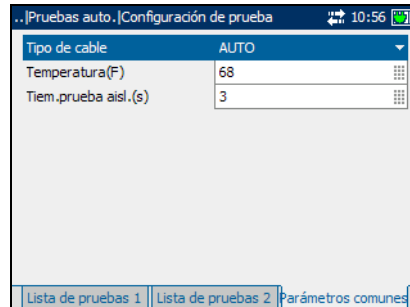 ..|Pruebas auto.|Configuración de prueba 10:56
Tipo de cable AUTO
Temperatura(F) 68
Tiem.prueba aisl.(s) 3
Lista de pruebas 1 Lista de pruebas 2 Parámetros comunes